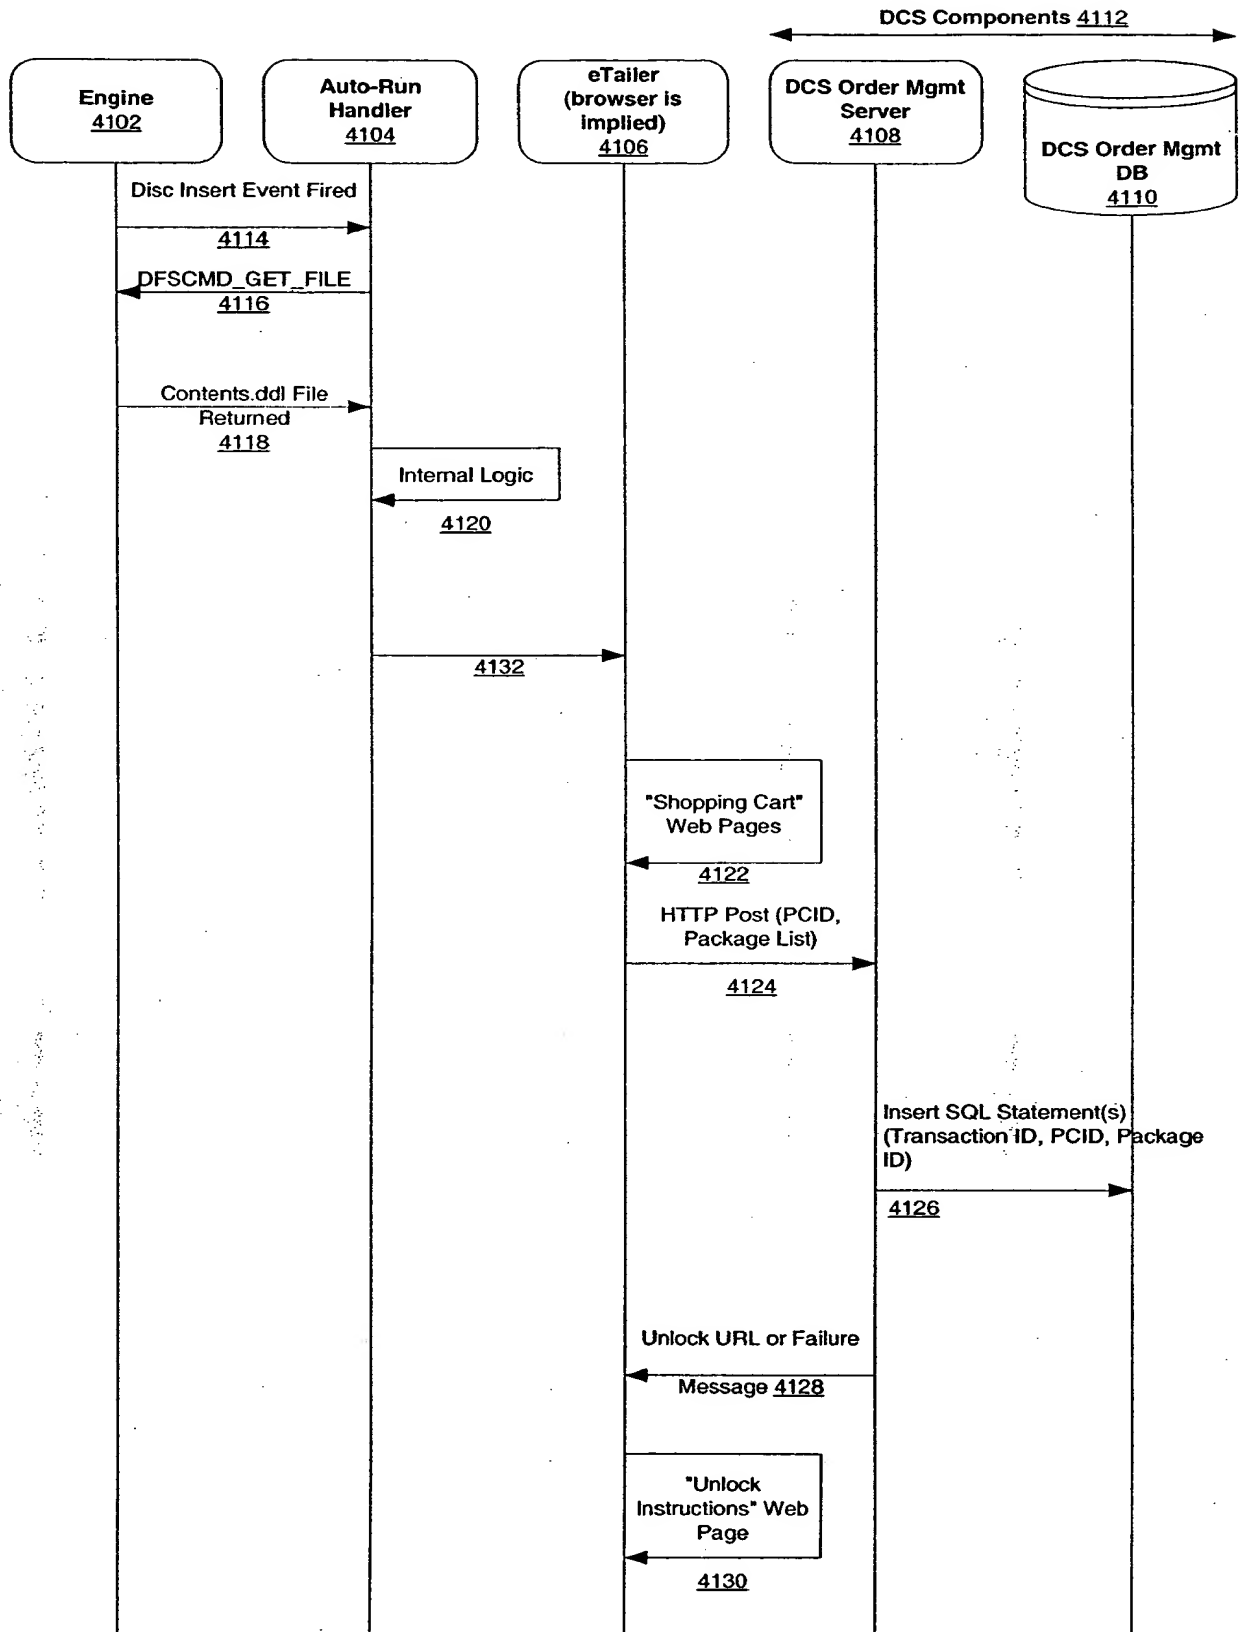 DCS Components 4112
Engine
4102
Auto-Run
Handler
4104
eTailer
(browser is
implied)
4106
DCS Order Mgmt
Server
4108
DCS Order Mgmt
DB
4110
Disc Insert Event Fired
4114
DFSCMD_GET_FILE
4116
Contents.ddl File
Returned
4118
Internal Logic
4120
4132
"Shopping Cart"
Web Pages
4122
HTTP Post (PCID,
Package List)
4124
Insert SQL Statement(s)
(Transaction ID, PCID, Package
ID)
4126
Unlock URL or Failure
Message 4128
"Unlock
Instructions" Web
Page
4130